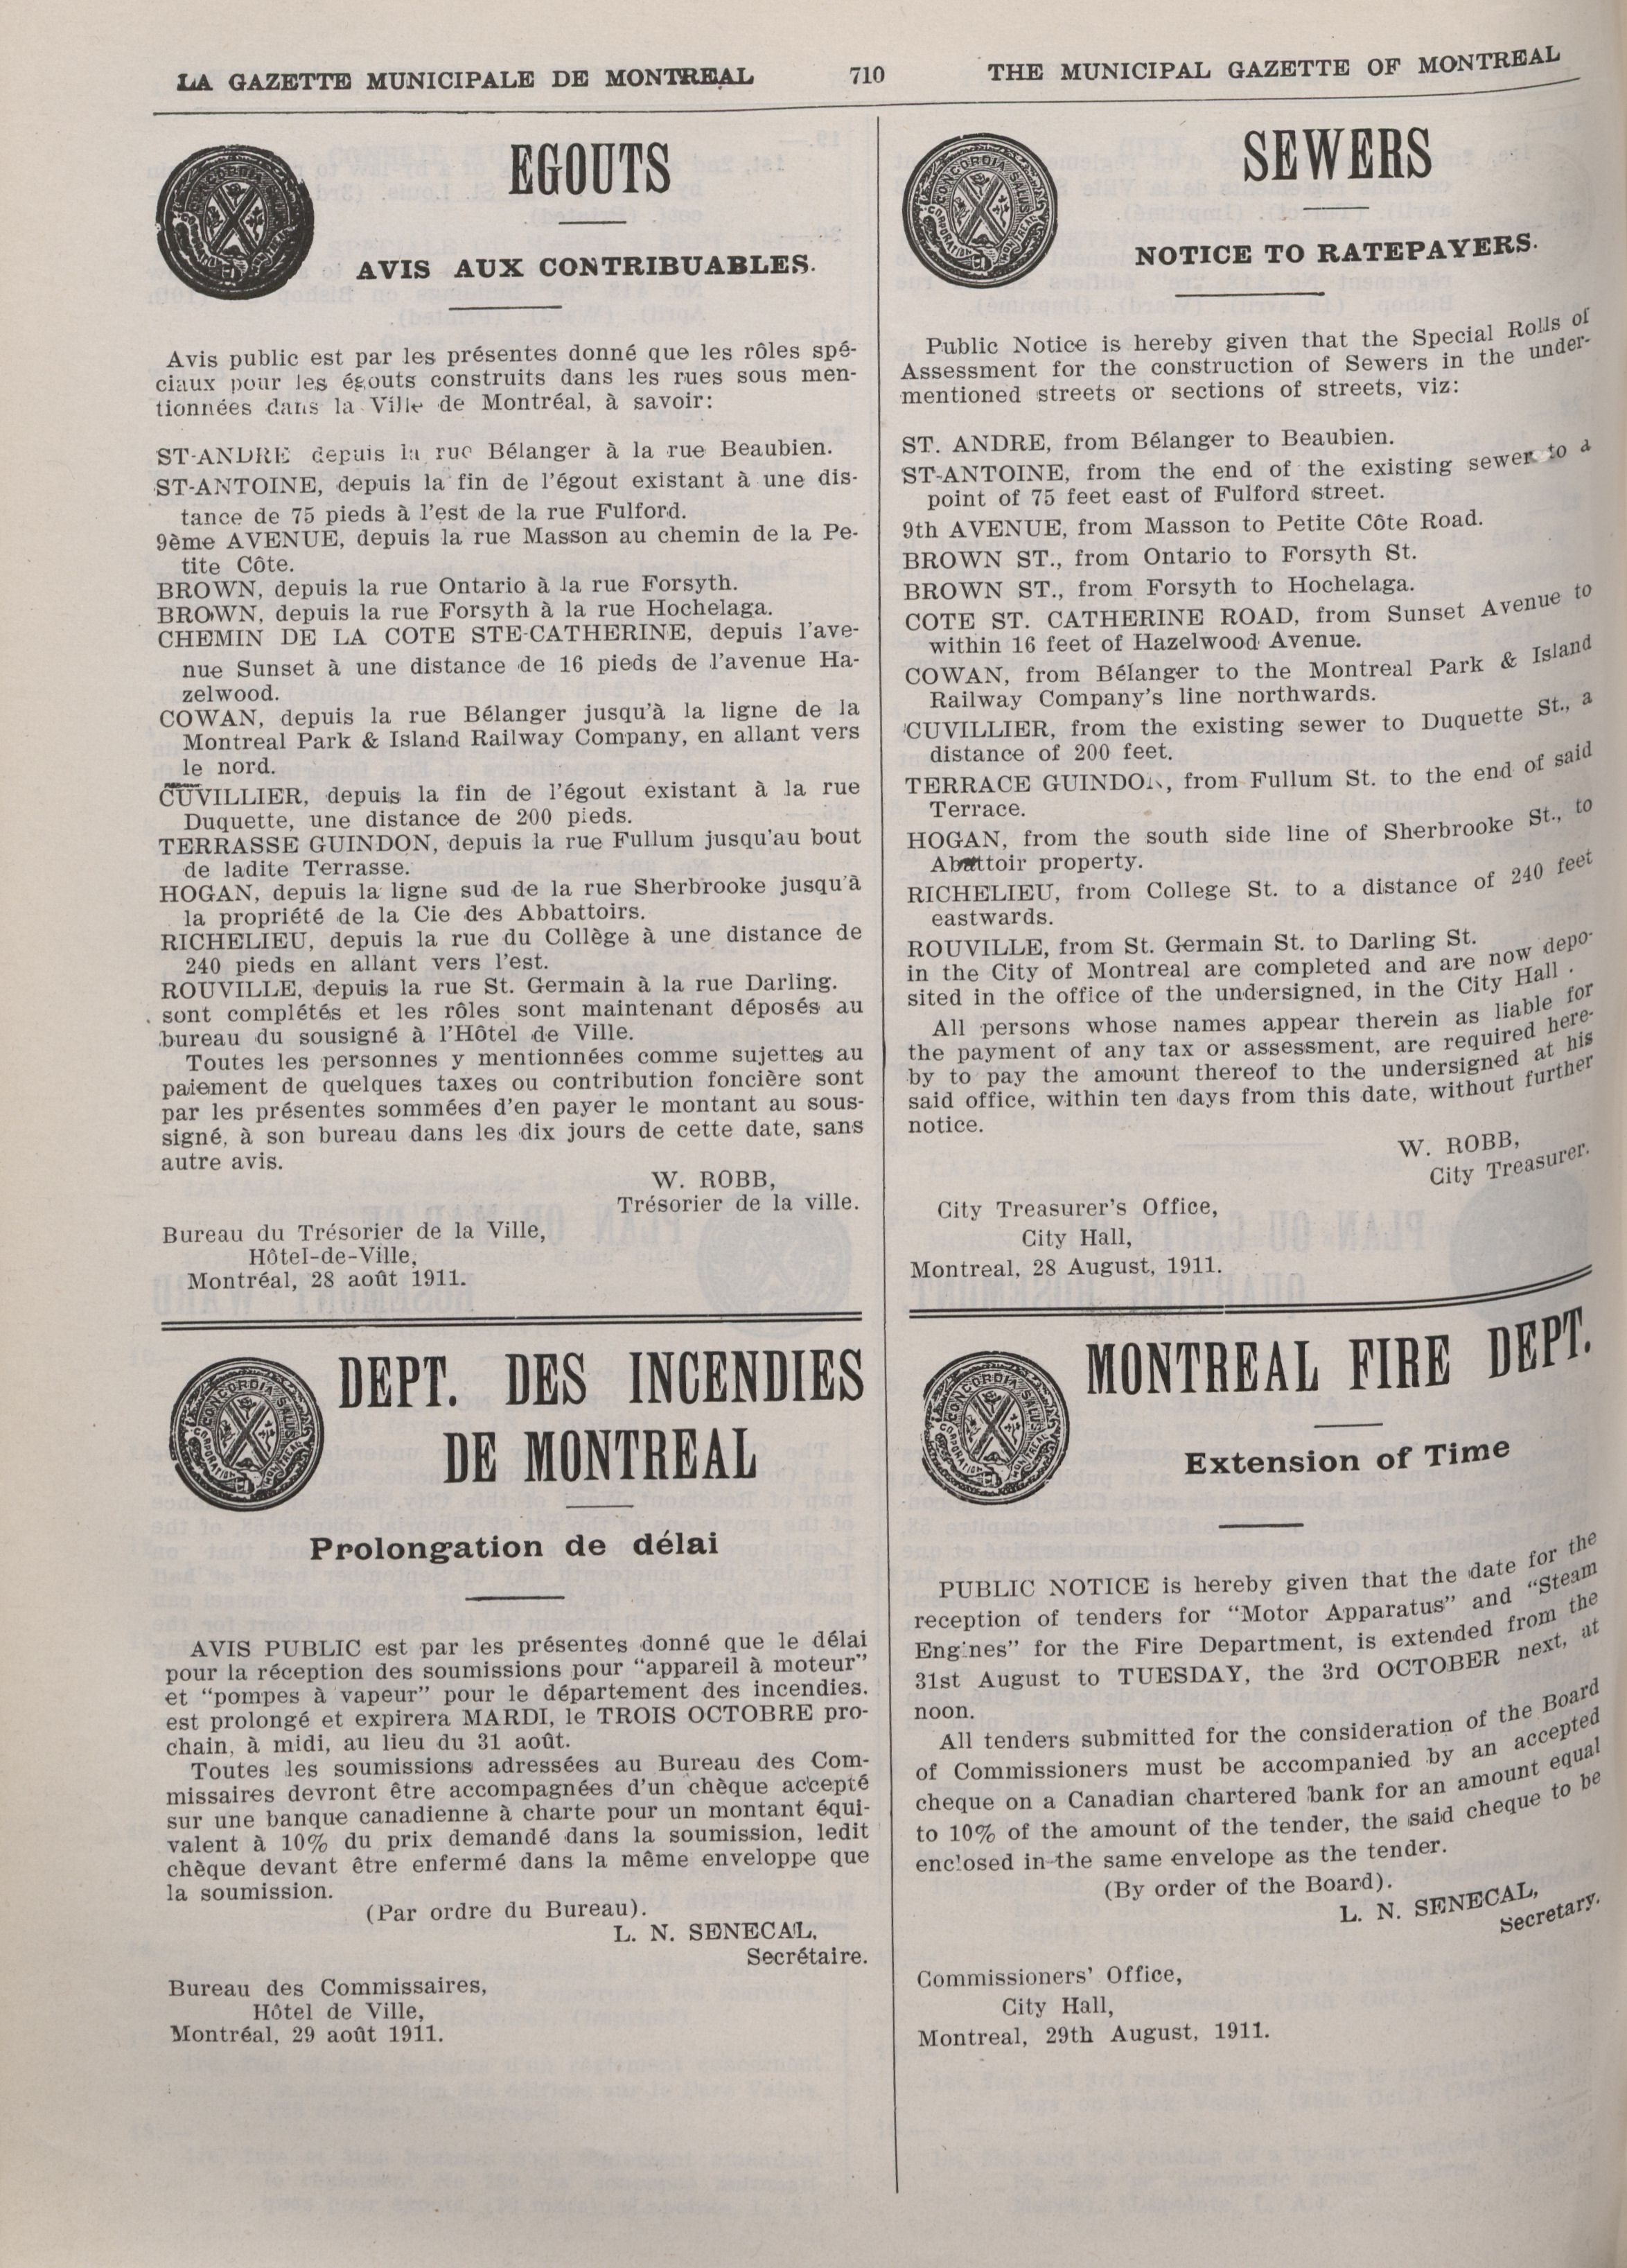 LA GAZETTE MUNICIPALE DE MONTREAL 710 THE MUNICIPAL GAZETTE OF MONTREAL
EGOUTS
AVIS AUX CONTRIBUABLES.
Avis public est par les présentes donné que les rôles spé-
ciaux pour les égouts construits dans les rues sous men-
tionnées dans la Ville de Montréal, à savoir:
ST-ANDRE depuis la rue Bélanger à la rue Beaubien.
ST-ANTOINE, depuis la fin de l'égout existant à une dis-
tance de 75 pieds à l'est de la rue Fulford.
9ème AVENUE, depuis la rue Masson au chemin de la Pe-
tite Côte.
BROWN, depuis la rue Ontario à la rue Forsyth.
BROWN, depuis la rue Forsyth à la rue Hochelaga.
CHEMIN DE LA COTE STE-CATHERINE, depuis l'ave-
nue Sunset à une distance de 16 pieds de l'avenue Ha-
zelwood.
COWAN, depuis la rue Bélanger jusqu'à la ligne de la
Montreal Park & Island Railway Company, en allant vers
le nord.
CUVILLIER, depuis la fin de l'égout existant à la rue
Duquette, une distance de 200 pieds.
TERRASSE GUINDON, depuis la rue Fullum jusqu'au bout
de ladite Terrasse.
HOGAN, depuis la ligne sud de la rue Sherbrooke jusqu'à
la propriété de la Cie des Abbattoirs.
RICHELIEU, depuis la rue du Collège à une distance de
240 pieds en allant vers l'est.
ROUVILLE, depuis la rue St. Germain à la rue Darling.
sont complétés et les rôles sont maintenant déposés au
bureau du sousigné à l'Hôtel de Ville.
Toutes les personnes y mentionnées comme sujettes au
paiement de quelques taxes ou contribution foncière sont
par les présentes sommées d'en payer le montant au sous-
signé, à son bureau dans les dix jours de cette date, sans
autre avis.
W. ROBB,
Trésorier de la ville.
Bureau du Trésorier de la Ville,
Hôtel-de-Ville,
Montréal, 28 août 1911.
DEPT. DES INCENDIES
DE MONTREAL
Prolongation de délai
AVIS PUBLIC est par les présentes donné que le délai
pour la réception des soumissions pour "appareil à moteur"
et "pompes à vapeur" pour le département des incendies.
est prolongé et expirera MARDI, le TROIS OCTOBRE pro-
chain, à midi, au lieu du 31 août.
Toutes les soumissions adressées au Bureau des Com-
missaires devront être accompagnées d'un chèque accepté
sur une banque canadienne à charte pour un montant équi-
valent à 10% du prix demandé dans la soumission, ledit
chèque devant être enfermé dans la même enveloppe que
la soumission.
(Par ordre du Bureau).
L. N. SENECAL,
Secrétaire.
Bureau des Commissaires,
Hôtel de Ville,
Montréal, 29 août 1911.
SEWERS
NOTICE TO RATEPAYERS.
Public Notice is hereby given that the Special Rolls of
Assessment for the construction of Sewers in the under-
mentioned streets or sections of streets, viz:
ST. ANDRE, from Bélanger to Beaubien.
ST-ANTOINE, from the end of the existing sewer to a
point of 75 feet east of Fulford street.
9th AVENUE, from Masson to Petite Côte Road.
BROWN ST., from Ontario to Forsyth St.
BROWN ST., from Forsyth to Hochelaga.
COTE ST. CATHERINE ROAD, from Sunset Avenue to
within 16 feet of Hazelwood Avenue.
COWAN, from Bélanger to the Montreal Park & Island
Railway Company's line northwards.
CUVILLIER, from the existing sewer to Duquette St., a
distance of 200 feet.
TERRACE GUINDON, from Fullum St. to the end of said
Terrace.
HOGAN, from the south side line of Sherbrooke St., to
Abattoir property.
RICHELIEU, from College St. to a distance of 240 feet
eastwards.
ROUVILLE, from St. Germain St. to Darling St.
in the City of Montreal are completed and are now depo-
sited in the office of the undersigned, in the City Hall.
All persons whose names appear therein as liable for
the payment of any tax or assessment, are required here-
by to pay the amount thereof to the undersigned at his
said office, within ten days from this date, without further
notice.
W. ROBB,
City Treasurer.
City Treasurer's Office,
City Hall,
Montreal, 28 August, 1911.
MONTREAL FIRE DEPT.
Extension of Time
PUBLIC NOTICE is hereby given that the date for the
reception of tenders for "Motor Apparatus" and "Steam
Engines" for the Fire Department, is extended from the
31st August to TUESDAY, the 3rd OCTOBER next, at
noon.
All tenders submitted for the consideration of the Board
of Commissioners must be accompanied by an accepted
cheque on a Canadian chartered bank for an amount equal
to 10% of the amount of the tender, the said cheque to be
enclosed in the same envelope as the tender.
(By order of the Board).
L. N. SENECAL,
Secretary.
Commissioners' Office,
City Hall,
Montreal, 29th August, 1911.